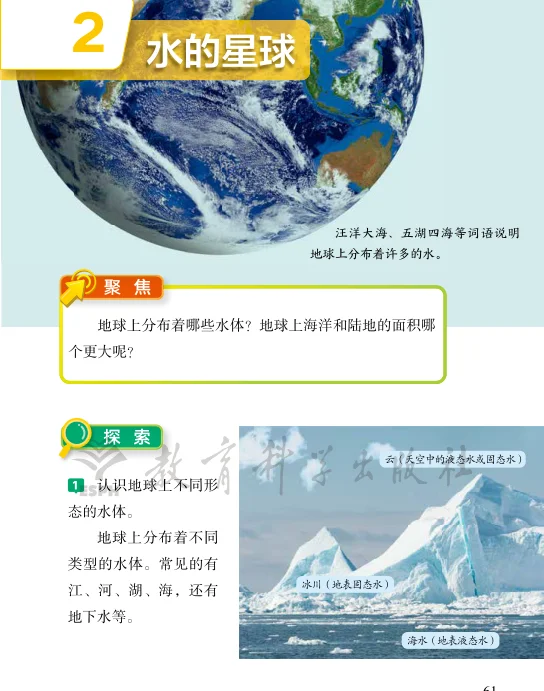 2
水的星球
汪洋大海、五湖四海等词语说明
地球上分布着许多的水。
聚 焦
地球上分布着哪些水体？地球上海洋和陆地的面积哪
个更大呢？
探 索
教育科学出版社
ESPH
云（天空中的液态水或固态水）
1 认识地球上不同形
态的水体。
地球上分布着不同
类型的水体。常见的有
江、河、湖、海，还有
地下水等。
冰川（地表固态水）
海水（地表液态水）
61